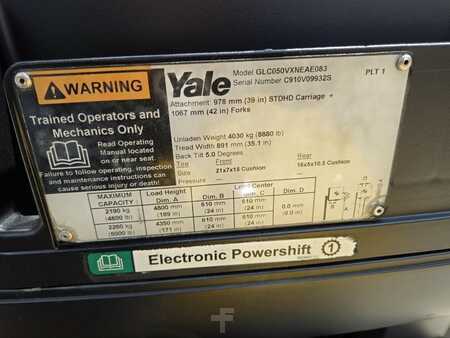 WARNING
Trained Operators and
Mechanics Only
Read Operating
Manual located
on or near seat
Failure to follow operating, inspection
and maintenance instructions can
cause serious injury or death!
Yale
Model GLC050VXNEAE083
Serial Number C910V09932S
PLT 1
Attachment: 978 mm (39 in) STDHD Carriage +
1067 mm (42 in) Forks
Unladen Weight 4030 kg (8880 lb)
Tread Width 891 mm (35.1 in)
Back Tilt 5.0 Degrees
Tire Front Rear
Size 21x7x15 Cushion 16x5x10.5 Cushion
Pressure - -
Load Center
MAXIMUM CAPACITY
Load Height Dim. A
Dim. B Dim. C Dim. D
2190 kg 4800 mm 610 mm 610 mm 0.0 mm
(4800 lb) (189 in) (24 in) (24 in) (0.0 in)
2260 kg 4350 mm 610 mm 610 mm
(5000 lb) (171 in) (24 in) (24 in)
Electronic Powershift 1